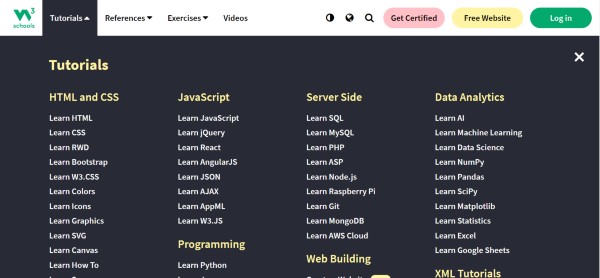 3
schools
Tutorials
References
Exercises
Videos
Get Certified
Free Website
Log in
Tutorials
HTML and CSS
Learn HTML
Learn CSS
Learn RWD
Learn Bootstrap
Learn W3.CSS
Learn Colors
Learn Icons
Learn Graphics
Learn SVG
Learn Canvas
Learn How To
JavaScript
Learn JavaScript
Learn jQuery
Learn React
Learn AngularJS
Learn JSON
Learn AJAX
Learn AppML
Learn W3.JS
Programming
Learn Python
Server Side
Learn SQL
Learn MySQL
Learn PHP
Learn ASP
Learn Node.js
Learn Raspberry Pi
Learn Git
Learn MongoDB
Learn AWS Cloud
Web Building
Data Analytics
Learn AI
Learn Machine Learning
Learn Data Science
Learn NumPy
Learn Pandas
Learn SciPy
Learn Matplotlib
Learn Statistics
Learn Excel
Learn Google Sheets
XML Tutorials